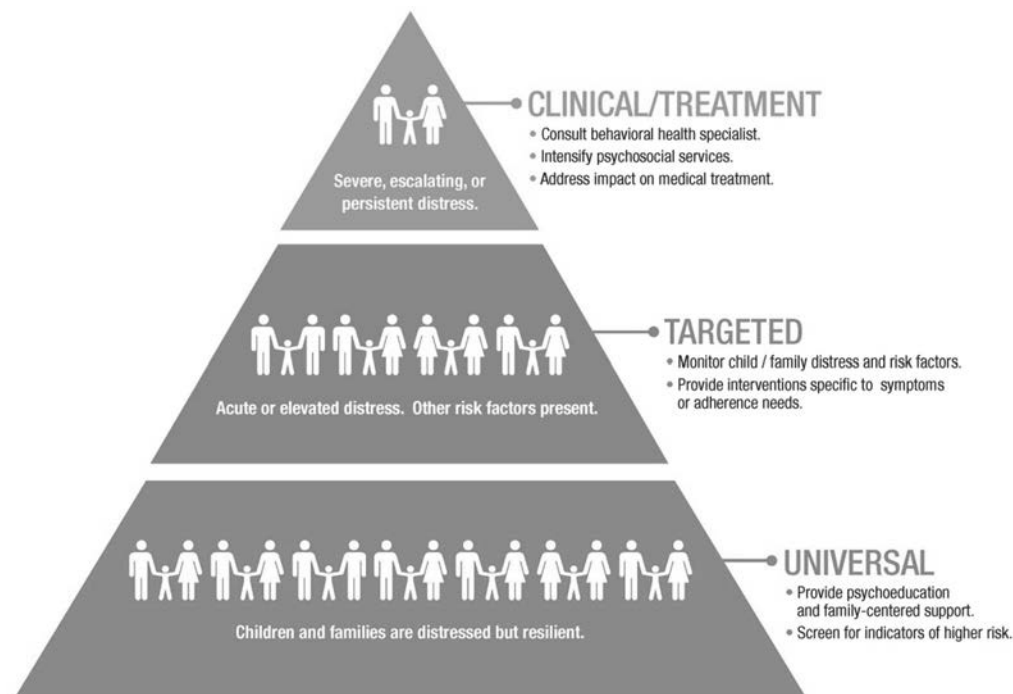 CLINICAL/TREATMENT
• Consult behavioral health specialist.
• Intensify psychosocial services.
• Address impact on medical treatment.
Severe, escalating, or
persistent distress.
TARGETED
• Monitor child / family distress and risk factors.
• Provide interventions specific to symptoms
or adherence needs.
Acute or elevated distress. Other risk factors present.
UNIVERSAL
• Provide psychoeducation
and family-centered support.
• Screen for indicators of higher risk.
Children and families are distressed but resilient.